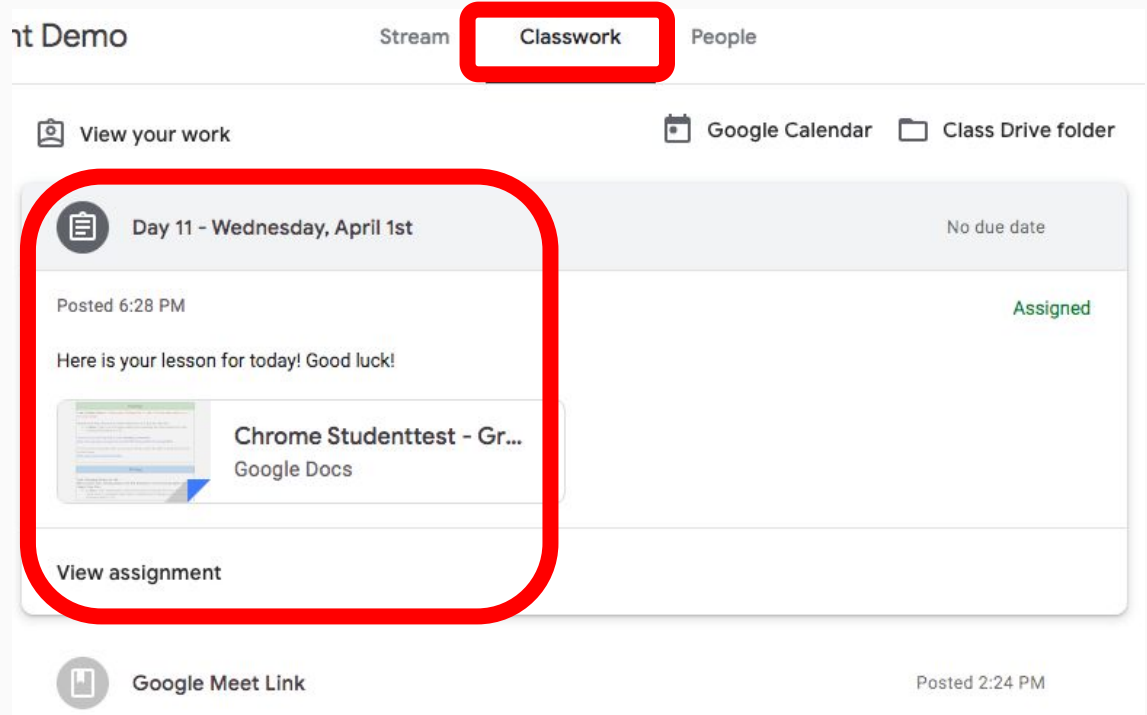 nt Demo
Stream Classwork People
View your work Google Calendar Class Drive folder
Day 11 - Wednesday, April 1st No due date
Posted 6:28 PM Assigned
Here is your lesson for today! Good luck!
Chrome Studenttest - Gr...
Google Docs
View assignment
Google Meet Link Posted 2:24 PM